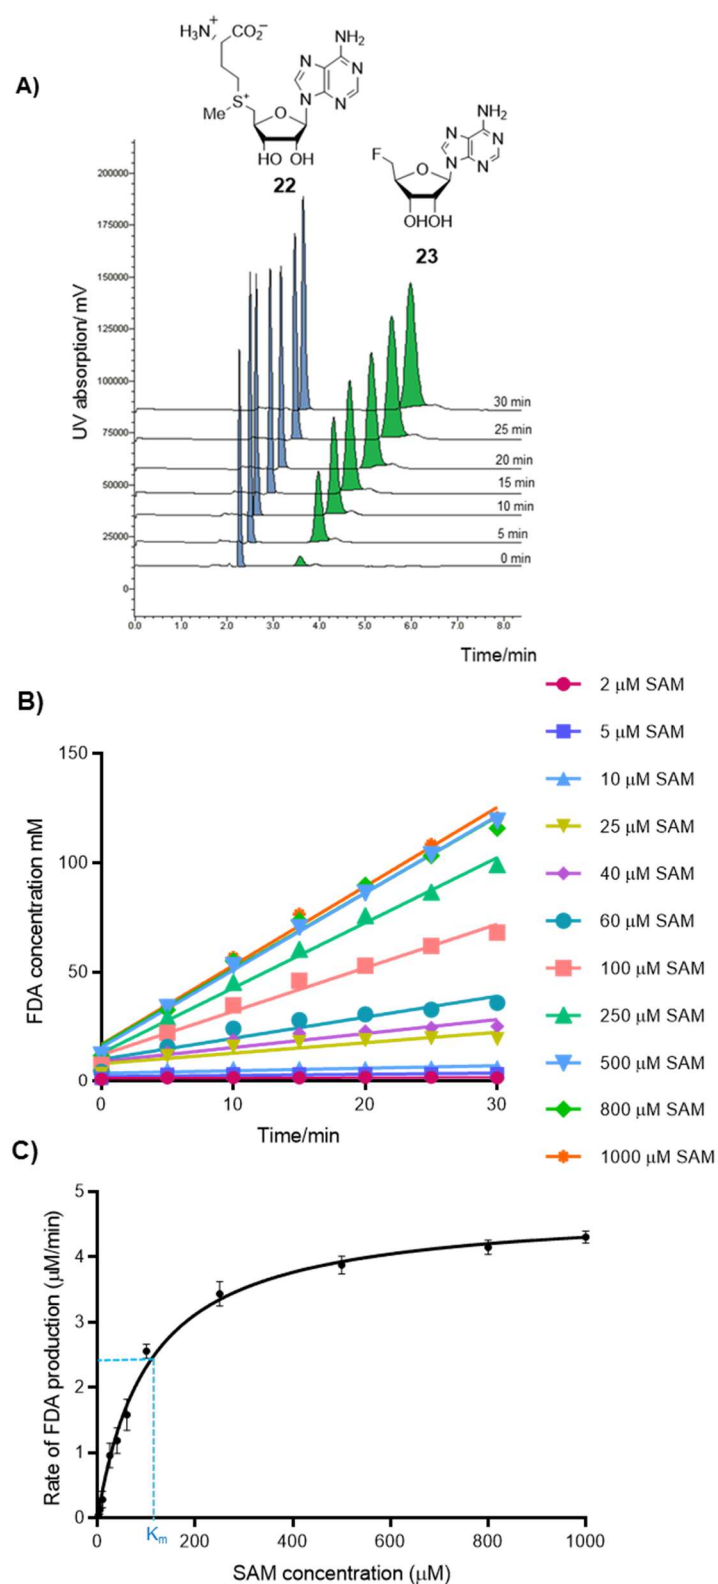 A)
H₃N⁺ CO₂⁻ NH₂
N N
Me S⁺ O N N
HO OH
22
NH₂
N N
F O N N
OHOH
23
UV absorption/ mV
200000
175000
150000
125000
100000
75000
50000
25000
0
30 min
25 min
20 min
15 min
10 min
5 min
0 min
0.0 1.0 2.0 3.0 4.0 5.0 6.0 7.0 8.0
Time/min
B)
FDA concentration mM
150
100
50
0
0 10 20 30
Time/min
2 μM SAM
5 μM SAM
10 μM SAM
25 μM SAM
40 μM SAM
60 μM SAM
100 μM SAM
250 μM SAM
500 μM SAM
800 μM SAM
1000 μM SAM
C)
Rate of FDA production (μM/min)
5
4
3
2
1
0
0 200 400 600 800 1000
Kₘ
SAM concentration (μM)